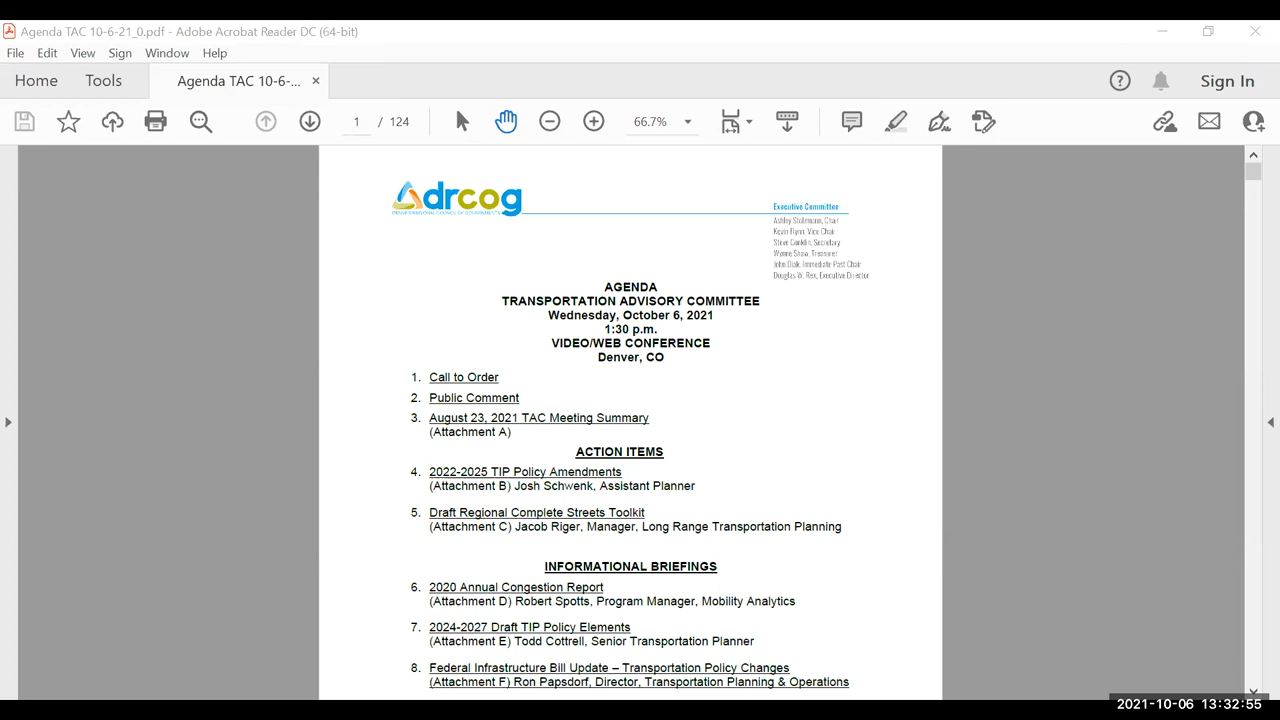 Agenda TAC 10-6-21_0.pdf - Adobe Acrobat Reader DC (64-bit)
File Edit View Sign Window Help
Home Tools Agenda TAC 10-6-... × Sign In
1 / 124 66.7%
drcog
DENVER REGIONAL COUNCIL OF GOVERNMENTS
Executive Committee
Ashley Stolzmann, Chair
Kevin Flynn, Vice Chair
Steve Conklin, Secretary
Wynne Shaw, Treasurer
John Diak, Immediate Past Chair
Douglas W. Rex, Executive Director
AGENDA
TRANSPORTATION ADVISORY COMMITTEE
Wednesday, October 6, 2021
1:30 p.m.
VIDEO/WEB CONFERENCE
Denver, CO
1. Call to Order
2. Public Comment
3. August 23, 2021 TAC Meeting Summary
(Attachment A)
ACTION ITEMS
4. 2022-2025 TIP Policy Amendments
(Attachment B) Josh Schwenk, Assistant Planner
5. Draft Regional Complete Streets Toolkit
(Attachment C) Jacob Riger, Manager, Long Range Transportation Planning
INFORMATIONAL BRIEFINGS
6. 2020 Annual Congestion Report
(Attachment D) Robert Spotts, Program Manager, Mobility Analytics
7. 2024-2027 Draft TIP Policy Elements
(Attachment E) Todd Cottrell, Senior Transportation Planner
8. Federal Infrastructure Bill Update – Transportation Policy Changes
(Attachment F) Ron Papsdorf, Director, Transportation Planning & Operations
2021-10-06 13:32:55